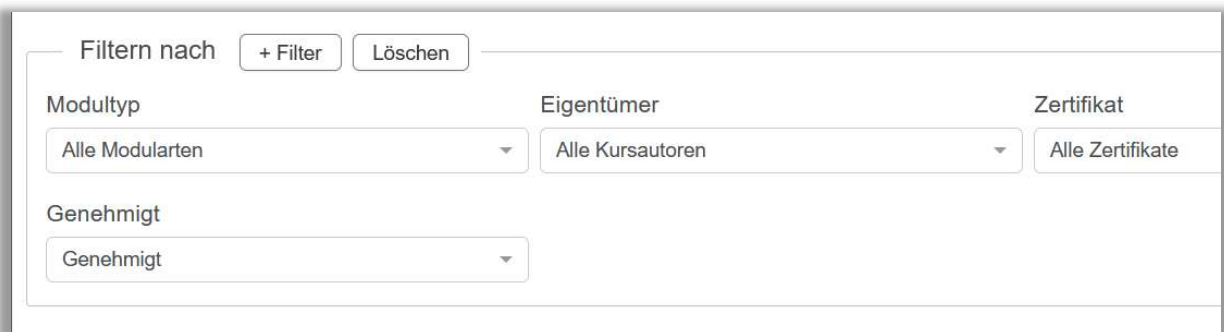 Filtern nach + Filter Löschen
Modultyp Eigentümer Zertifikat
Alle Modularten Alle Kursautoren Alle Zertifikate
Genehmigt
Genehmigt